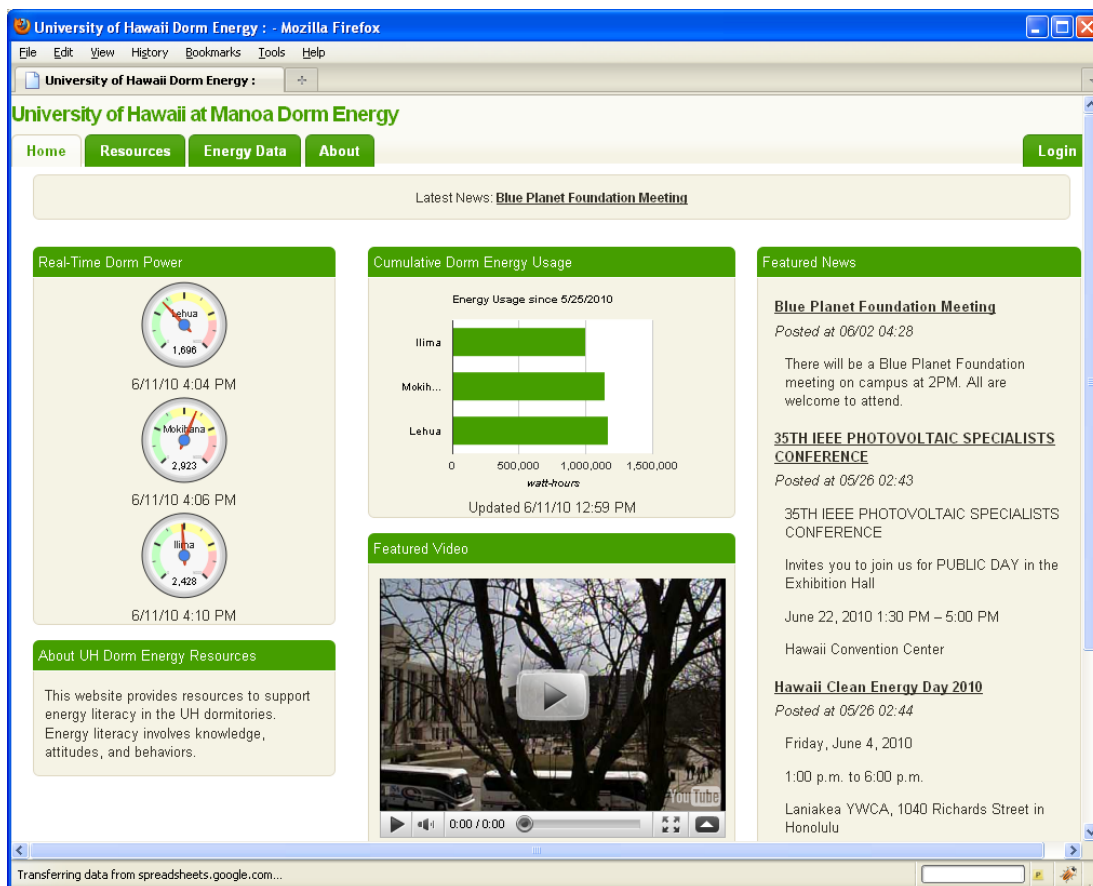 University of Hawaii Dorm Energy : - Mozilla Firefox
File Edit View History Bookmarks Tools Help
University of Hawaii Dorm Energy :
University of Hawaii at Manoa Dorm Energy
Home Resources Energy Data About Login
Latest News: Blue Planet Foundation Meeting
Real-Time Dorm Power
Lehua
1,696
6/11/10 4:04 PM
Mokihana
2,923
6/11/10 4:06 PM
Ilima
2,428
6/11/10 4:10 PM
About UH Dorm Energy Resources
This website provides resources to support
energy literacy in the UH dormitories.
Energy literacy involves knowledge,
attitudes, and behaviors.
Cumulative Dorm Energy Usage
Energy Usage since 5/25/2010
Ilima
Mokih...
Lehua
0 500,000 1,000,000 1,500,000
watt-hours
Updated 6/11/10 12:59 PM
Featured Video
You Tube
0:00 / 0:00
Featured News
Blue Planet Foundation Meeting
Posted at 06/02 04:28
There will be a Blue Planet Foundation
meeting on campus at 2PM. All are
welcome to attend.
35TH IEEE PHOTOVOLTAIC SPECIALISTS
CONFERENCE
Posted at 05/26 02:43
35TH IEEE PHOTOVOLTAIC SPECIALISTS
CONFERENCE
Invites you to join us for PUBLIC DAY in the
Exhibition Hall
June 22, 2010 1:30 PM – 5:00 PM
Hawaii Convention Center
Hawaii Clean Energy Day 2010
Posted at 05/26 02:44
Friday, June 4, 2010
1:00 p.m. to 6:00 p.m.
Laniakea YWCA, 1040 Richards Street in
Honolulu
Transferring data from spreadsheets.google.com...